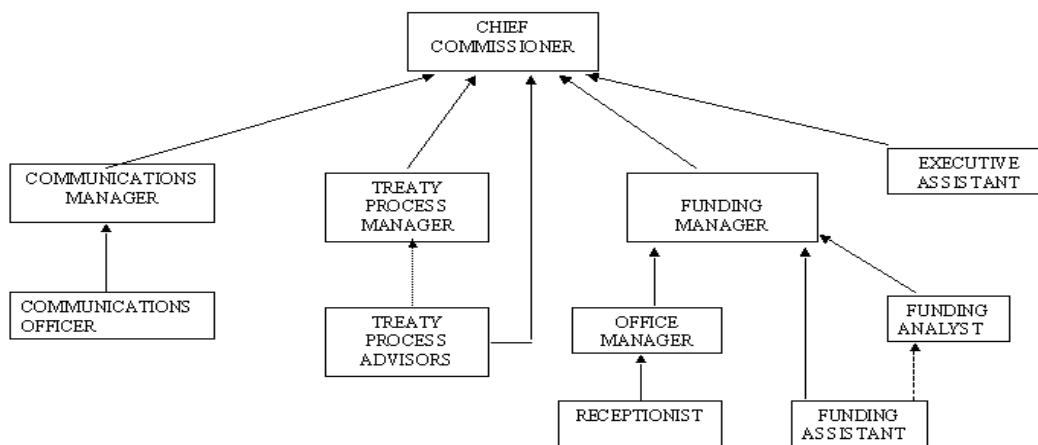 CHIEF
COMMISSIONER
COMMUNICATIONS
MANAGER
TREATY
PROCESS
MANAGER
FUNDING
MANAGER
EXECUTIVE
ASSISTANT
COMMUNICATIONS
OFFICER
TREATY
PROCESS
ADVISORS
OFFICE
MANAGER
FUNDING
ANALYST
RECEPTIONIST
FUNDING
ASSISTANT